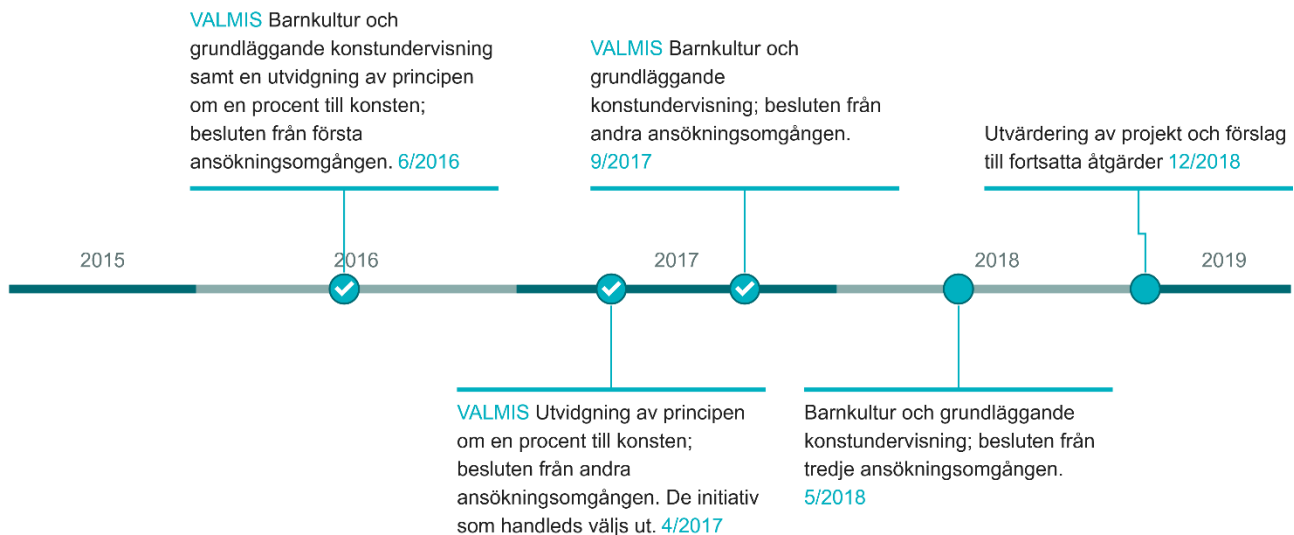 VALMIS Barnkultur och
grundläggande konstundervisning
samt en utvidgning av principen
om en procent till konsten;
besluten från första
ansökningsomgången. 6/2016
VALMIS Barnkultur och
grundläggande
konstundervisning; besluten från
andra ansökningsomgången.
9/2017
Utvärdering av projekt och förslag
till fortsatta åtgärder 12/2018
2015
2016
2017
2018
2019
VALMIS Utvidgning av principen
om en procent till konsten;
besluten från andra
ansökningsomgången. De initiativ
som handleds väljs ut. 4/2017
Barnkultur och grundläggande
konstundervisning; besluten från
tredje ansökningsomgången.
5/2018